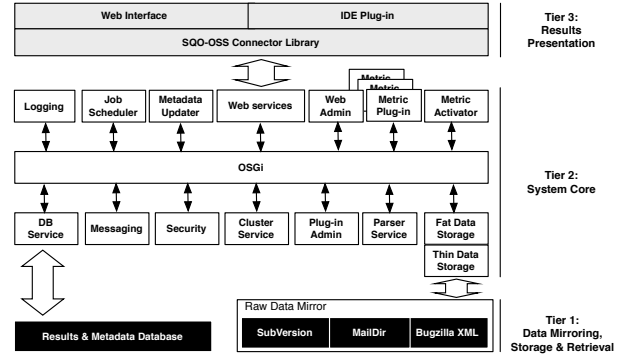 Web Interface
IDE Plug-in
SQO-OSS Connector Library
Tier 3:
Results
Presentation
Metric
Metric
Logging
Job
Scheduler
Metadata
Updater
Web services
Web
Admin
Metric
Plug-in
Metric
Activator
OSGi
Tier 2:
System Core
DB
Service
Messaging
Security
Cluster
Service
Plug-in
Admin
Parser
Service
Fat Data
Storage
Thin Data
Storage
Raw Data Mirror
Results & Metadata Database
SubVersion
MailDir
Bugzilla XML
Tier 1:
Data Mirroring,
Storage & Retrieval